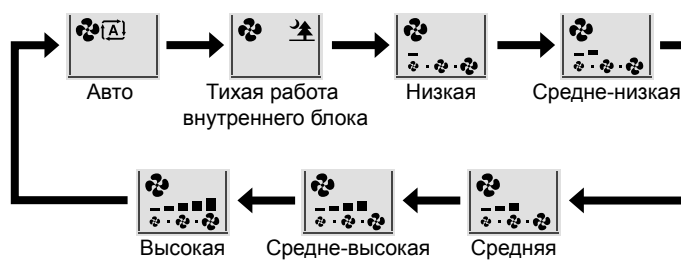 A
Авто
Тихая работа
внутреннего блока
Низкая
Средне-низкая
Высокая
Средне-высокая
Средняя